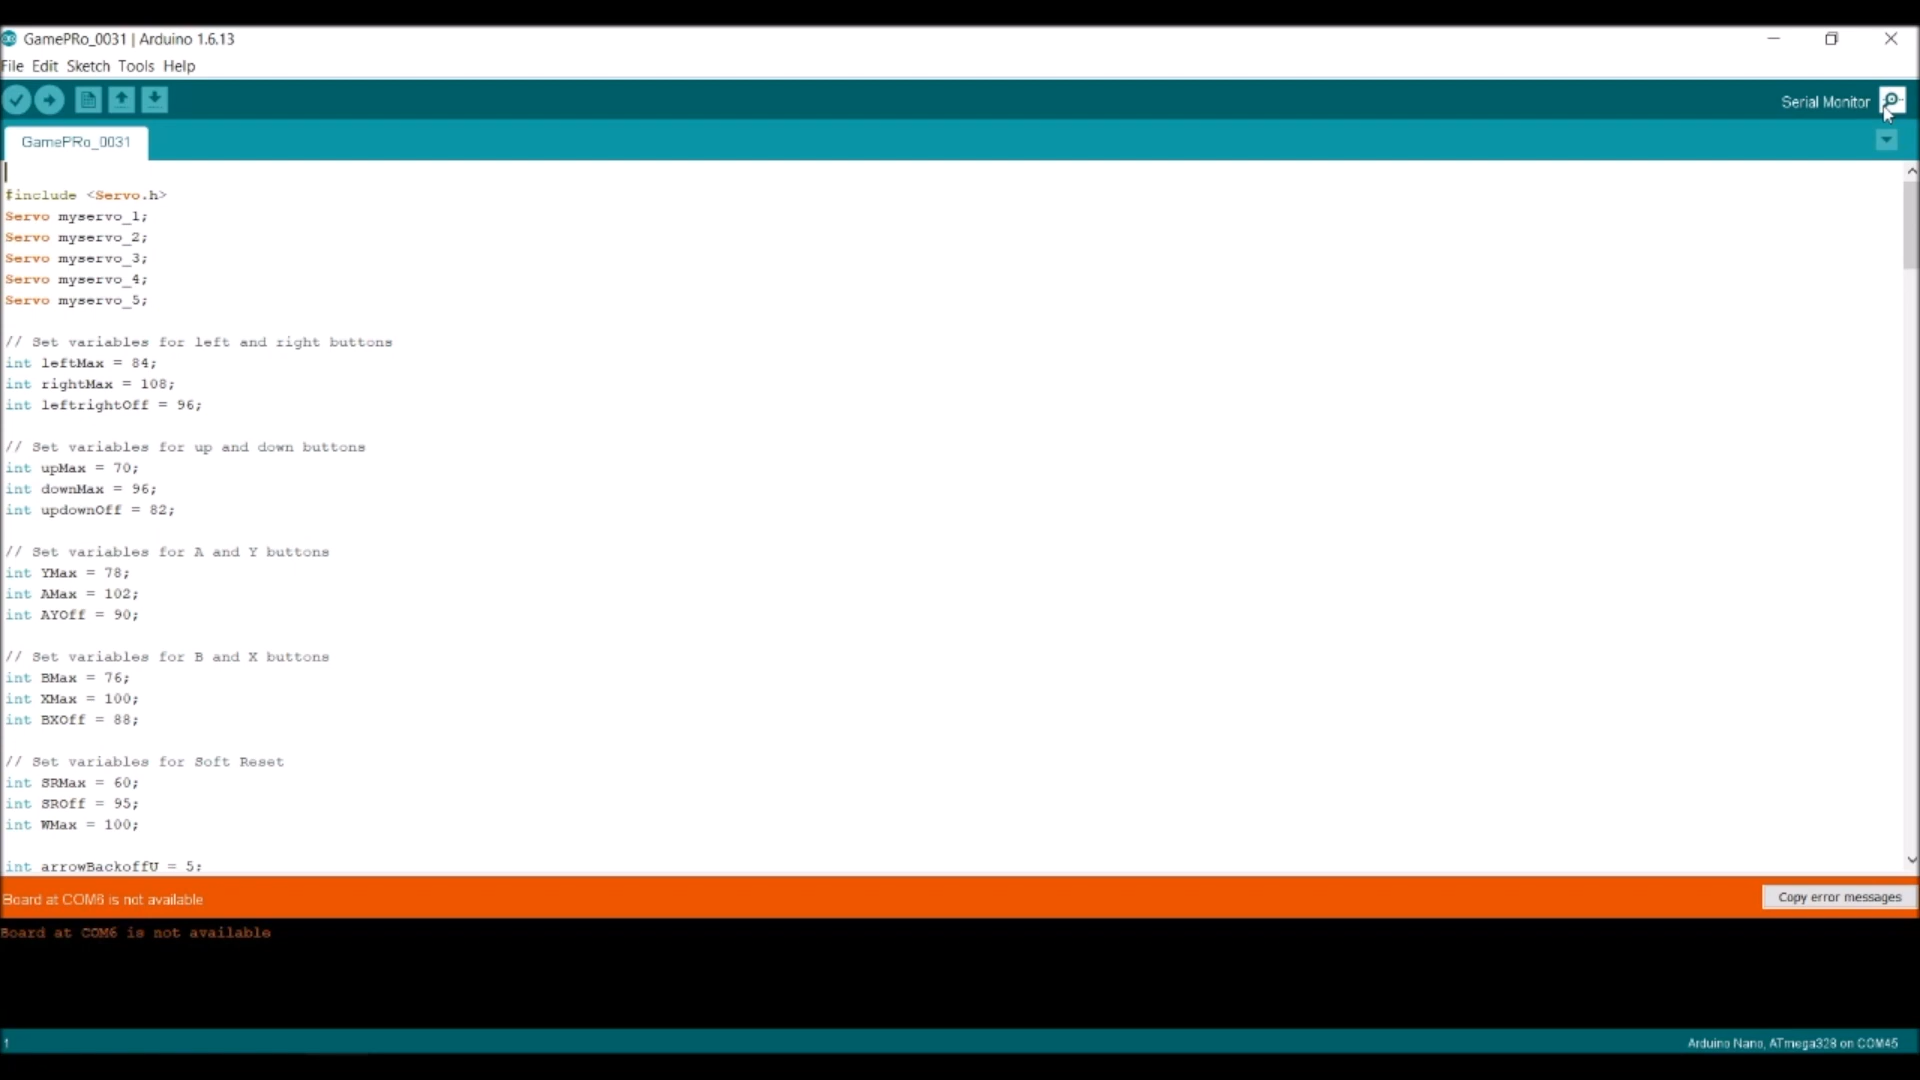 GamePRo_0031 | Arduino 1.6.13
File Edit Sketch Tools Help
Serial Monitor
GamePRo_0031
#include <Servo.h>
Servo myservo_1;
Servo myservo_2;
Servo myservo_3;
Servo myservo_4;
Servo myservo_5;
// Set variables for left and right buttons
int leftMax = 84;
int rightMax = 108;
int leftrightOff = 96;
// Set variables for up and down buttons
int upMax = 70;
int downMax = 96;
int updownOff = 82;
// Set variables for A and Y buttons
int YMax = 78;
int AMax = 102;
int AYOff = 90;
// Set variables for B and X buttons
int BMax = 76;
int XMax = 100;
int BXOff = 88;
// Set variables for Soft Reset
int SRMax = 60;
int SROff = 95;
int WMax = 100;
int arrowBackoffU = 5;
Board at COM6 is not available
Copy error messages
Board at COM6 is not available
1
Arduino Nano, ATmega328 on COM45